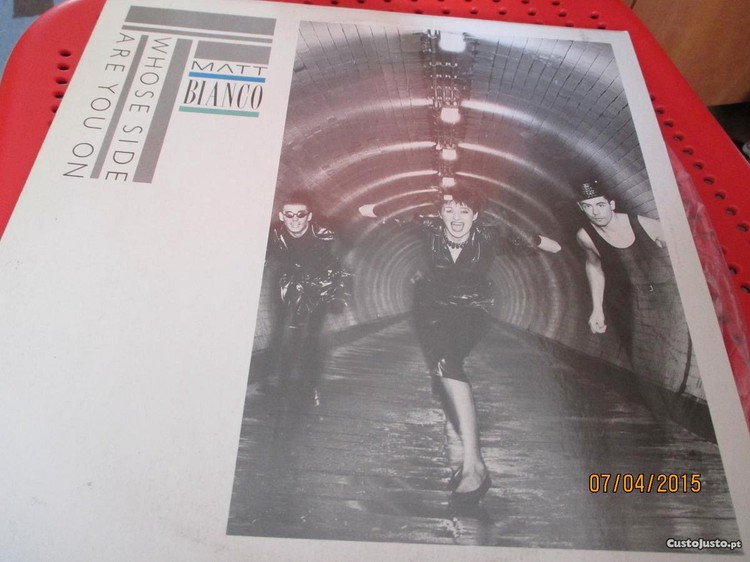 WHOSE SIDE
ARE YOU ON
MATT
BIANCO
07/04/2015
CustoJusto.pt